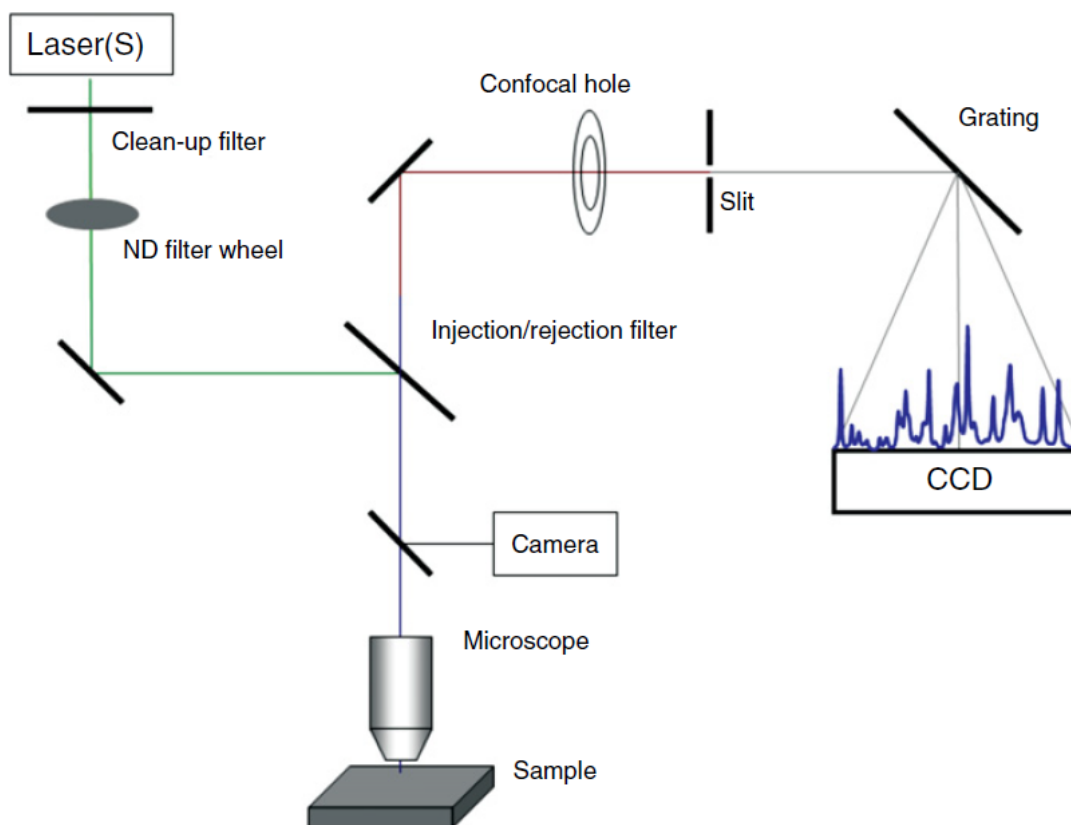 Laser(S)
Clean-up filter
ND filter wheel
Confocal hole
Slit
Grating
Injection/rejection filter
CCD
Camera
Microscope
Sample